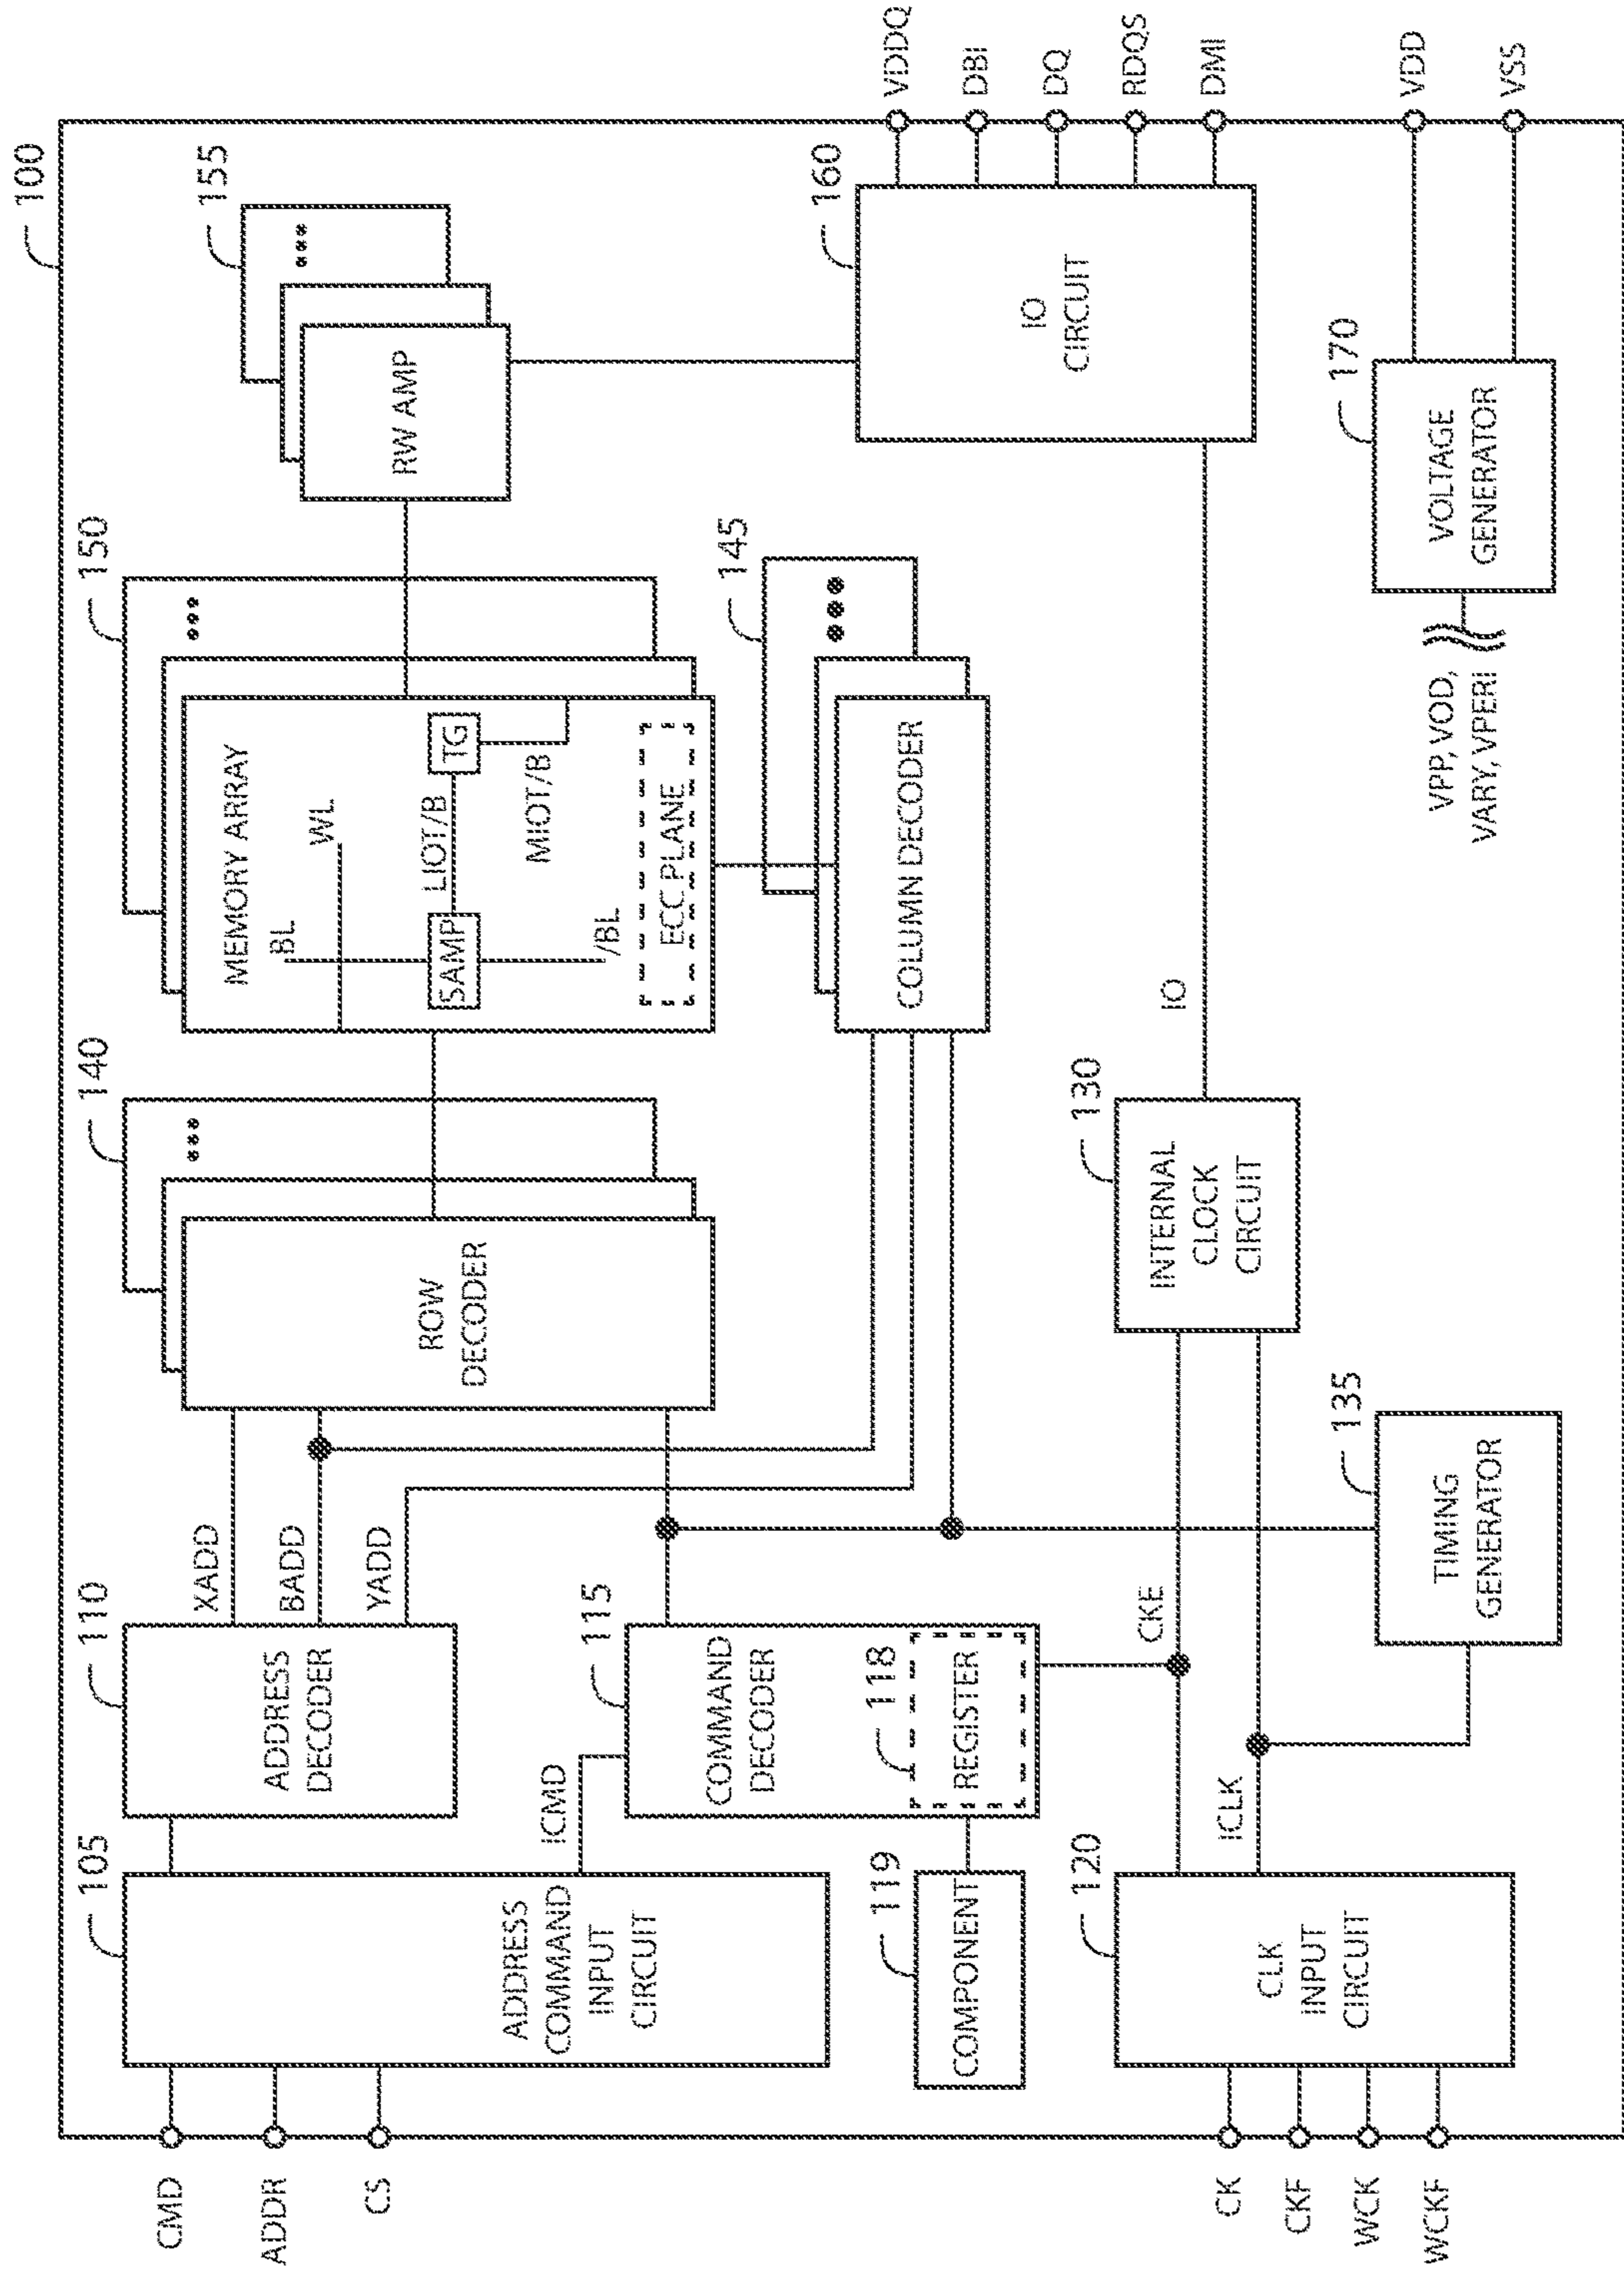 100
CMD
ADDR
CS
105
ADDRESS
COMMAND
INPUT
CIRCUIT
110
ADDRESS
DECODER
XADD
BADD
YADD
ICMD
115
COMMAND
DECODER
118
REGISTER
119
COMPONENT
140
ROW
DECODER
150
MEMORY ARRAY
BL
WL
SAMP
LIOT/B
TG
/BL
MIOT/B
ECC PLANE
145
COLUMN DECODER
155
RW AMP
160
IO
CIRCUIT
VDDQ
DBI
DQ
RDQS
DMI
VDD
VSS
CK
CKF
WCK
WCKF
120
CLK
INPUT
CIRCUIT
CKE
ICLK
130
INTERNAL
CLOCK
CIRCUIT
IO
135
TIMING
GENERATOR
170
VOLTAGE
GENERATOR
VPP, VOD,
VARY, VPERI